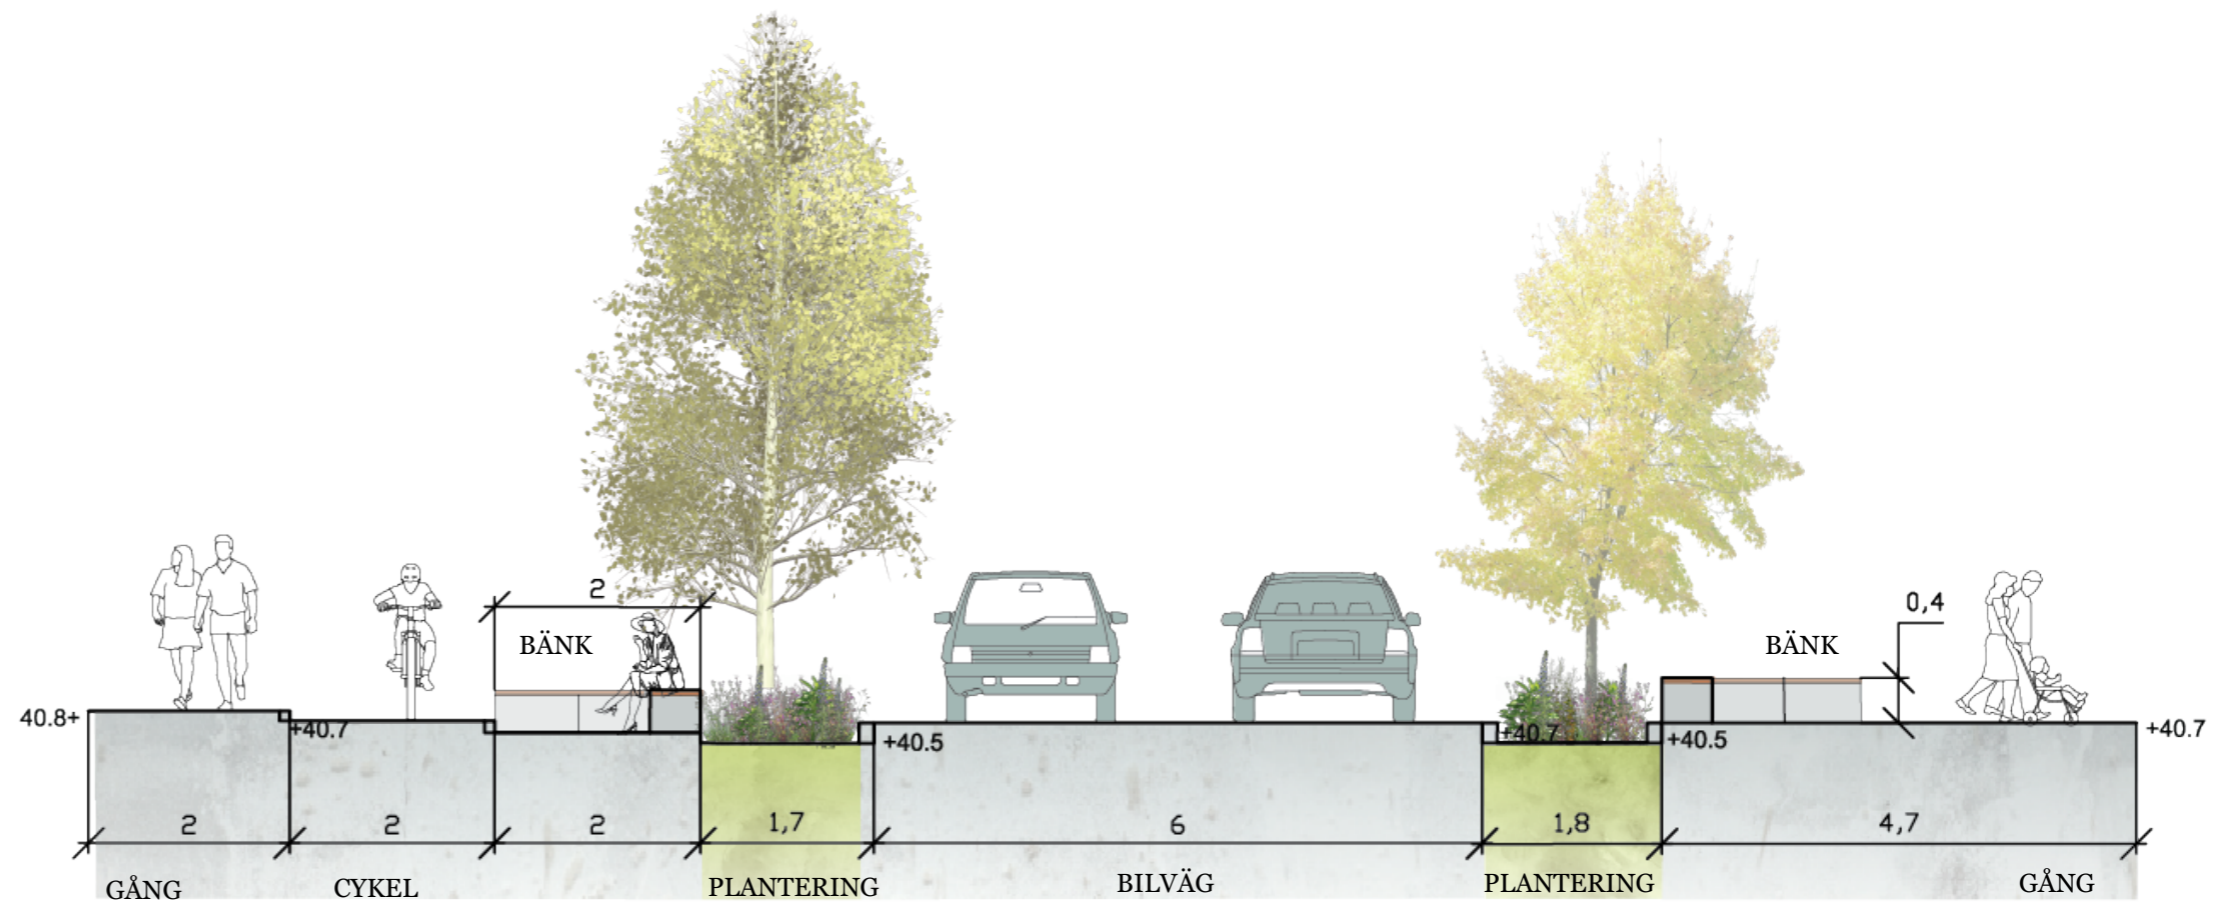 2
0,4
BÄNK
BÄNK
40.8+
+40.7
+40.5
+40.7
+40.5
+40.7
2
2
2
1,7
6
1,8
4,7
GÅNG
CYKEL
PLANTERING
BILVÄG
PLANTERING
GÅNG